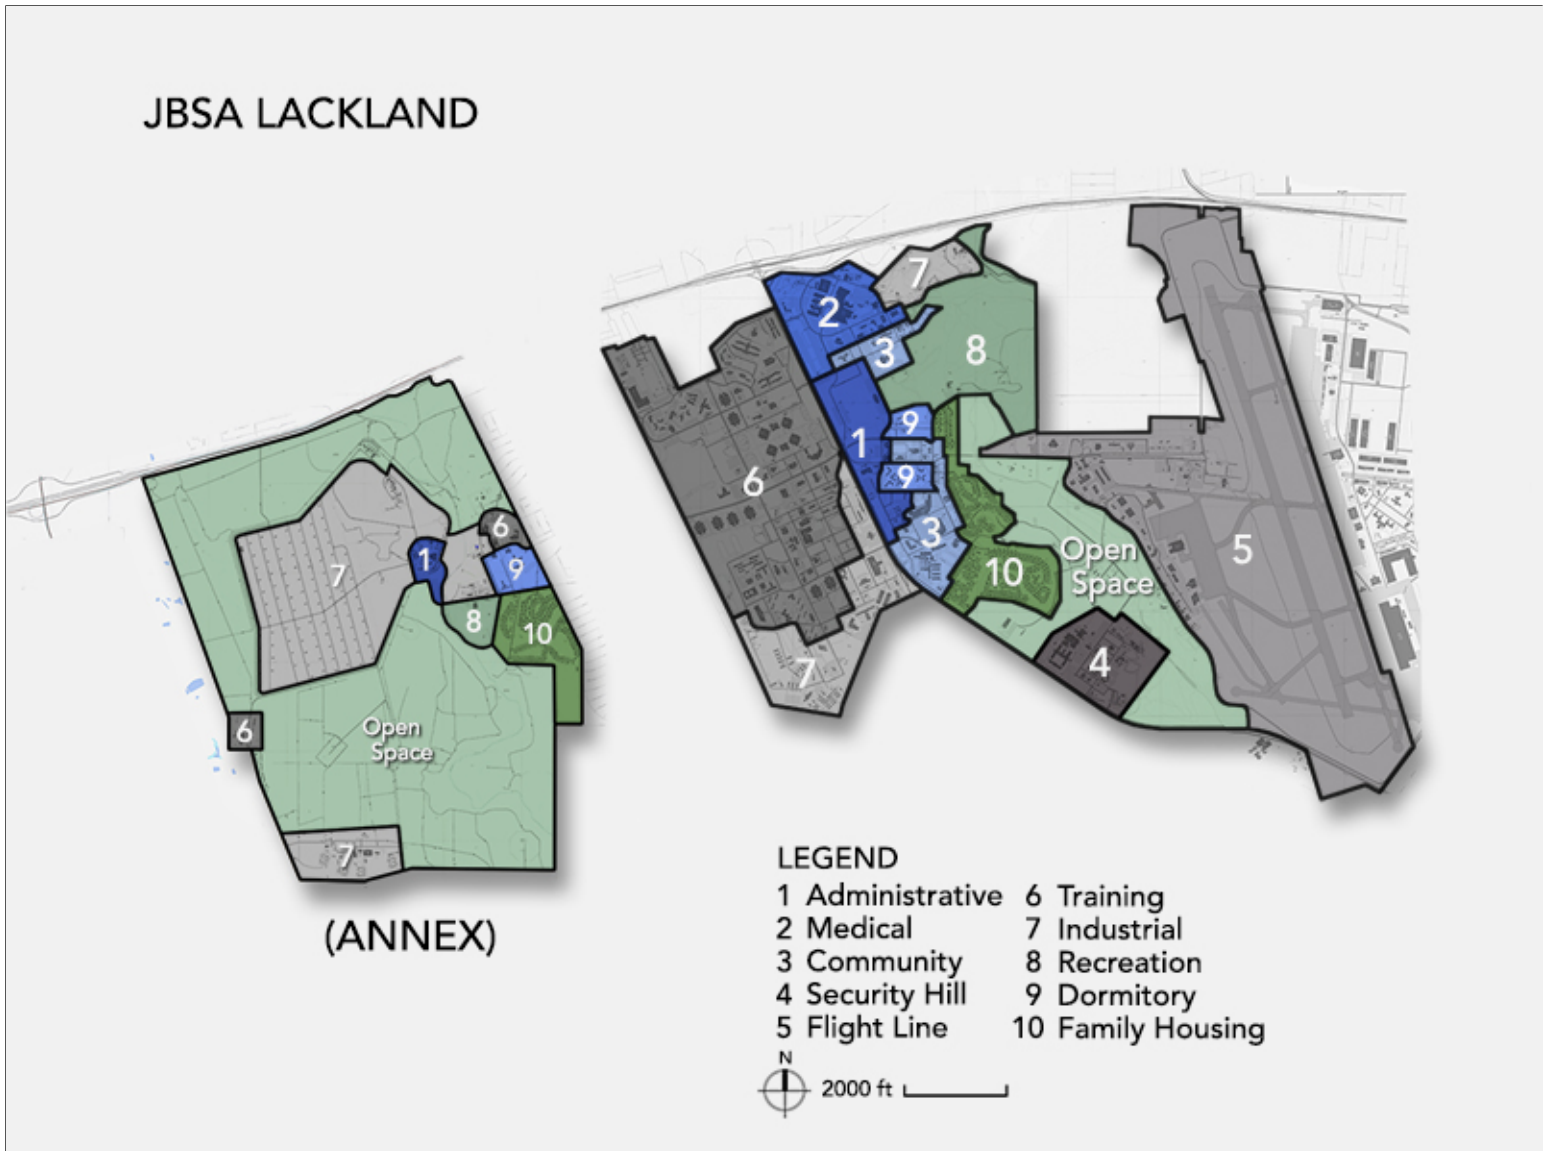 JBSA LACKLAND
7
2
3
8
9
1
9
6
3
5
10
Open
Space
4
7
6
1
9
7
8
10
6
Open
Space
7
(ANNEX)
LEGEND
1 Administrative
2 Medical
3 Community
4 Security Hill
5 Flight Line
6 Training
7 Industrial
8 Recreation
9 Dormitory
10 Family Housing
N
2000 ft